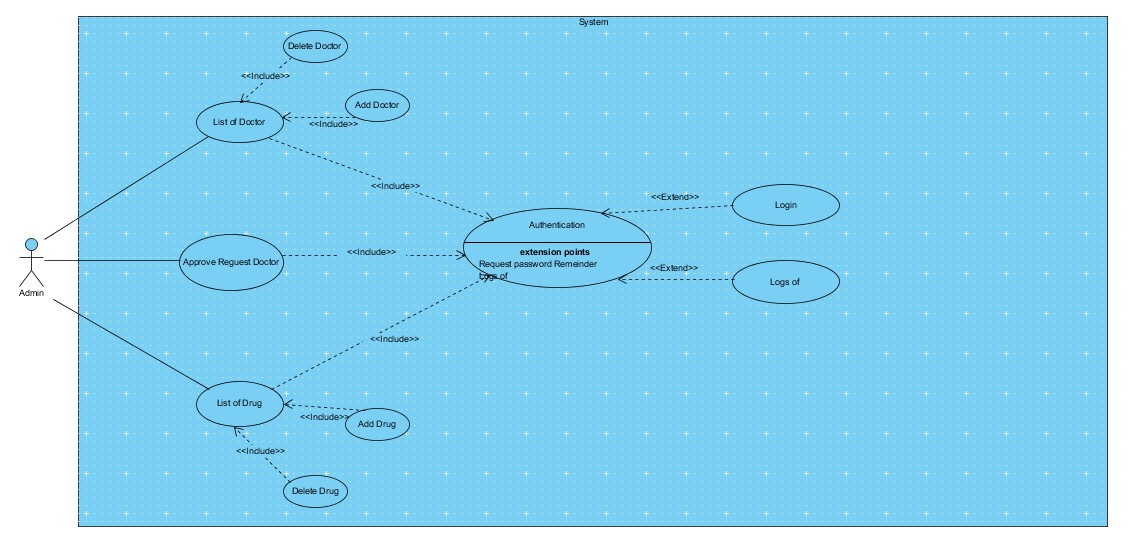 System
Delete Doctor
<<Include>>
Add Doctor
List of Doctor
<<Include>>
<<Include>>
<<Extend>>
Login
Authentication
extension points
Request password Remeinder
Logs of
<<Include>>
Approve Reguest Doctor
<<Extend>>
Logs of
Admin
<<Include>>
List of Drug
<<Include>>
Add Drug
<<Include>>
Delete Drug